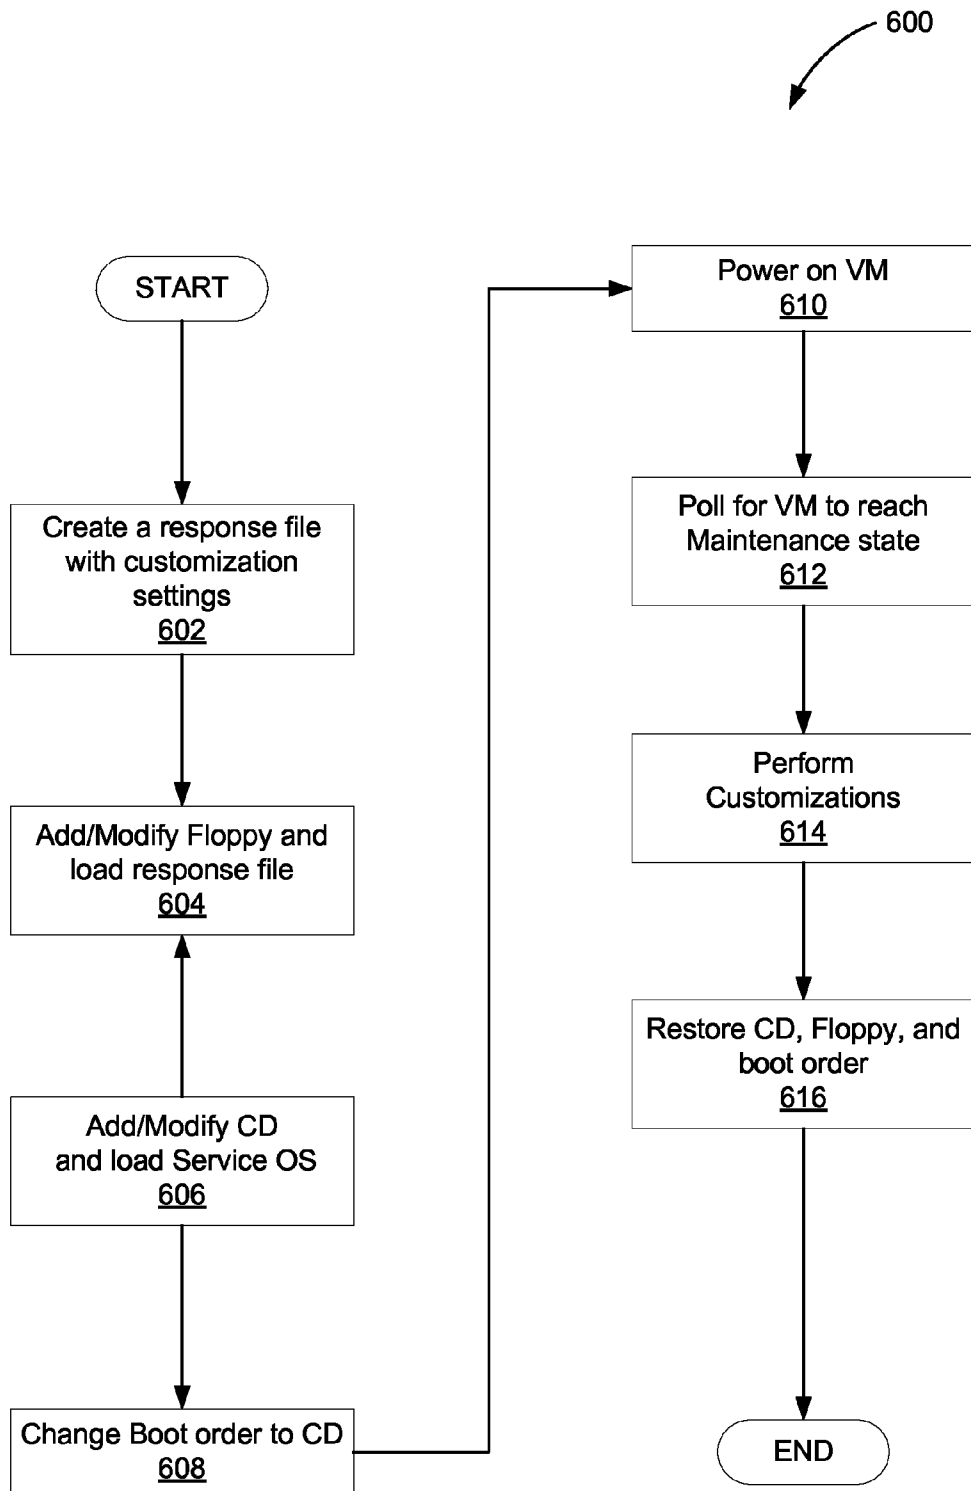 600
START
Create a response file
with customization
settings
602
Add/Modify Floppy and
load response file
604
Add/Modify CD
and load Service OS
606
Change Boot order to CD
608
Power on VM
610
Poll for VM to reach
Maintenance state
612
Perform
Customizations
614
Restore CD, Floppy, and
boot order
616
END